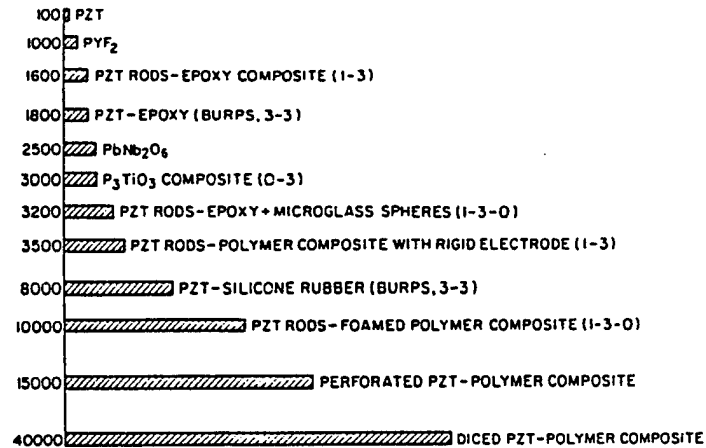 100 PZT
1000 PYF₂
1600 PZT RODS-EPOXY COMPOSITE (1-3)
1800 PZT-EPOXY (BURPS, 3-3)
2500 PbNb₂O₆
3000 P₃TiO₃ COMPOSITE (0-3)
3200 PZT RODS-EPOXY+MICROGLASS SPHERES (1-3-0)
3500 PZT RODS-POLYMER COMPOSITE WITH RIGID ELECTRODE (1-3)
8000 PZT-SILICONE RUBBER (BURPS, 3-3)
10000 PZT RODS-FOAMED POLYMER COMPOSITE (1-3-0)
15000 PERFORATED PZT-POLYMER COMPOSITE
40000 DICED PZT-POLYMER COMPOSITE